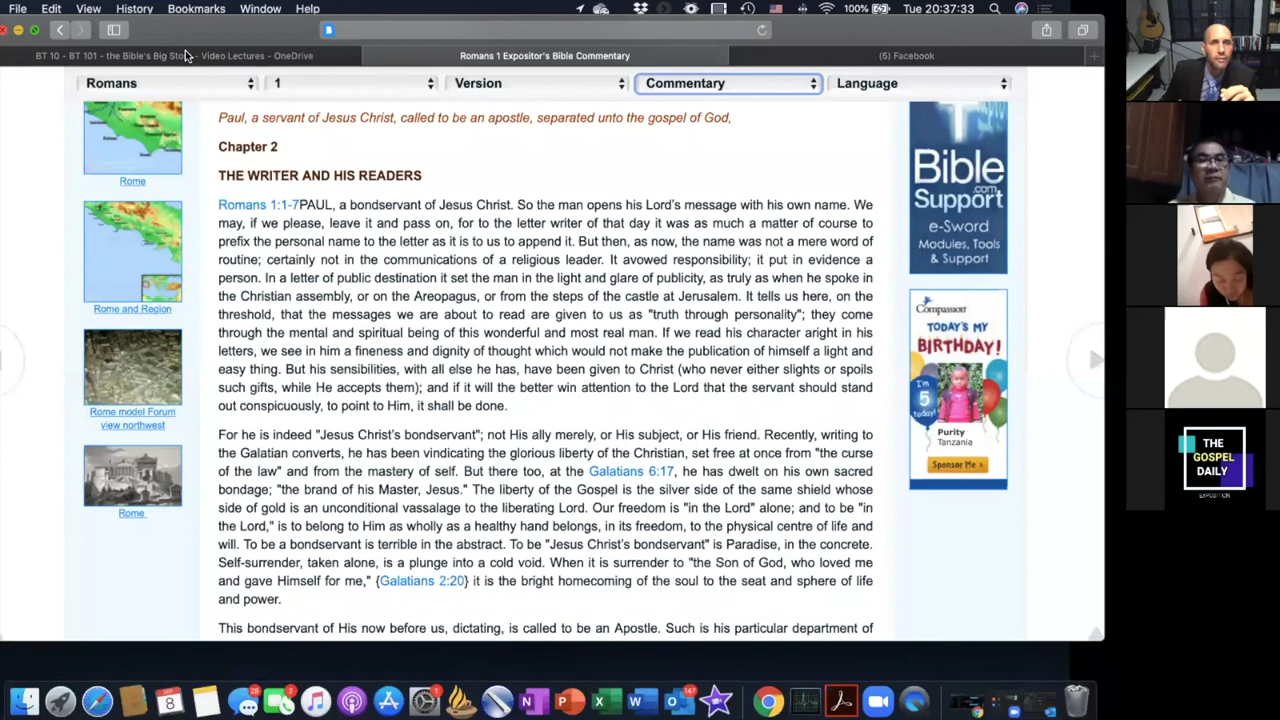 File Edit View History Bookmarks Window Help
100% Tue 20:37:33
BT 10 - BT 101 - the Bible's Big Sto - Video Lectures - OneDrive
Romans 1 Expositor's Bible Commentary
(5) Facebook
Romans 1 Version Commentary Language
Paul, a servant of Jesus Christ, called to be an apostle, separated unto the gospel of God,
Chapter 2
THE WRITER AND HIS READERS
Romans 1:1-7PAUL, a bondservant of Jesus Christ. So the man opens his Lord's message with his own name. We
may, if we please, leave it and pass on, for to the letter writer of that day it was as much a matter of course to
prefix the personal name to the letter as it is to us to append it. But then, as now, the name was not a mere word of
routine; certainly not in the communications of a religious leader. It avowed responsibility; it put in evidence a
person. In a letter of public destination it set the man in the light and glare of publicity, as truly as when he spoke in
the Christian assembly, or on the Areopagus, or from the steps of the castle at Jerusalem. It tells us here, on the
threshold, that the messages we are about to read are given to us as "truth through personality"; they come
through the mental and spiritual being of this wonderful and most real man. If we read his character aright in his
letters, we see in him a fineness and dignity of thought which would not make the publication of himself a light and
easy thing. But his sensibilities, with all else he has, have been given to Christ (who never either slights or spoils
such gifts, while He accepts them); and if it will the better win attention to the Lord that the servant should stand
out conspicuously, to point to Him, it shall be done.
For he is indeed "Jesus Christ's bondservant"; not His ally merely, or His subject, or His friend. Recently, writing to
the Galatian converts, he has been vindicating the glorious liberty of the Christian, set free at once from "the curse
of the law" and from the mastery of self. But there too, at the Galatians 6:17, he has dwelt on his own sacred
bondage; "the brand of his Master, Jesus." The liberty of the Gospel is the silver side of the same shield whose
side of gold is an unconditional vassalage to the liberating Lord. Our freedom is "in the Lord" alone; and to be "in
the Lord," is to belong to Him as wholly as a healthy hand belongs, in its freedom, to the physical centre of life and
will. To be a bondservant is terrible in the abstract. To be "Jesus Christ's bondservant" is Paradise, in the concrete.
Self-surrender, taken alone, is a plunge into a cold void. When it is surrender to "the Son of God, who loved me
and gave Himself for me," {Galatians 2:20} it is the bright homecoming of the soul to the seat and sphere of life
and power.
This bondservant of His now before us, dictating, is called to be an Apostle. Such is his particular department of
Rome
Rome and Region
Rome model Forum
view northwest
Rome
Bible
Support
.com
e-Sword
Modules, Tools
& Support
Compassion
TODAY'S MY
BIRTHDAY!
I'm
5
today!
Purity
Tanzania
Sponsor Me
THE
GOSPEL
DAILY
EXPOSITION
8
28
2
1
147